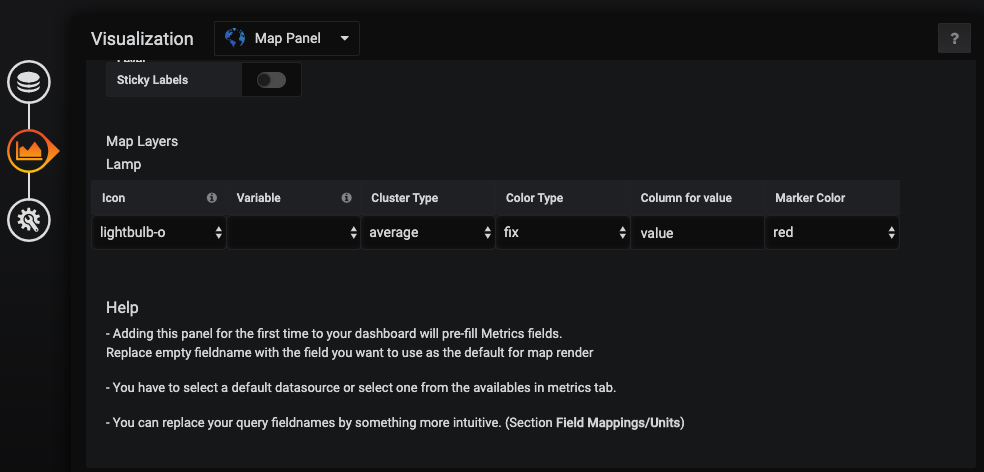 Visualization
Map Panel
?
Sticky Labels
Map Layers
Lamp
Icon Variable Cluster Type Color Type Column for value Marker Color
lightbulb-o average fix value red
Help
- Adding this panel for the first time to your dashboard will pre-fill Metrics fields.
Replace empty fieldname with the field you want to use as the default for map render
- You have to select a default datasource or select one from the availables in metrics tab.
- You can replace your query fieldnames by something more intuitive. (Section Field Mappings/Units)